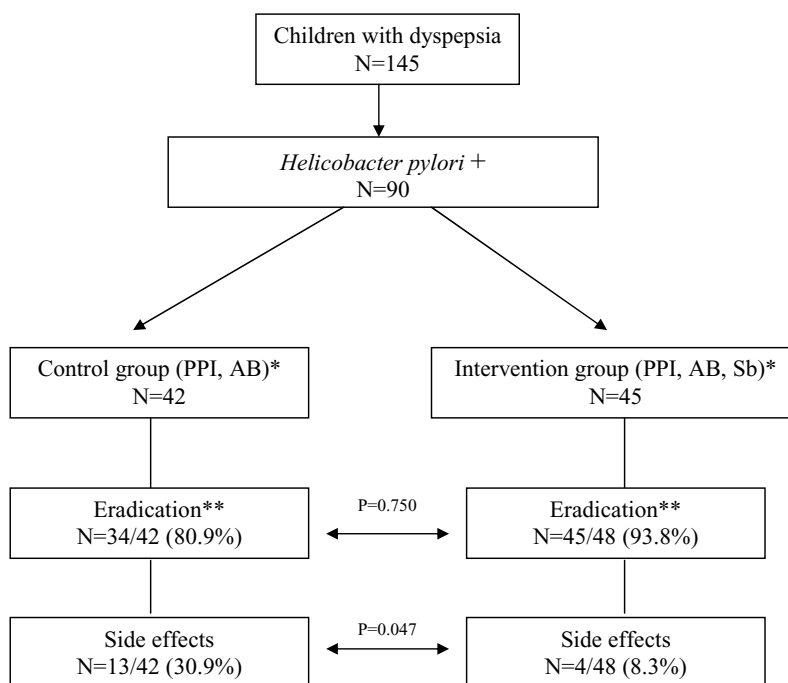 Children with dyspepsia
N=145
Helicobacter pylori +
N=90
Control group (PPI, AB)*
N=42
Intervention group (PPI, AB, Sb)*
N=45
Eradication**
N=34/42 (80.9%)
P=0.750
Eradication**
N=45/48 (93.8%)
Side effects
N=13/42 (30.9%)
P=0.047
Side effects
N=4/48 (8.3%)